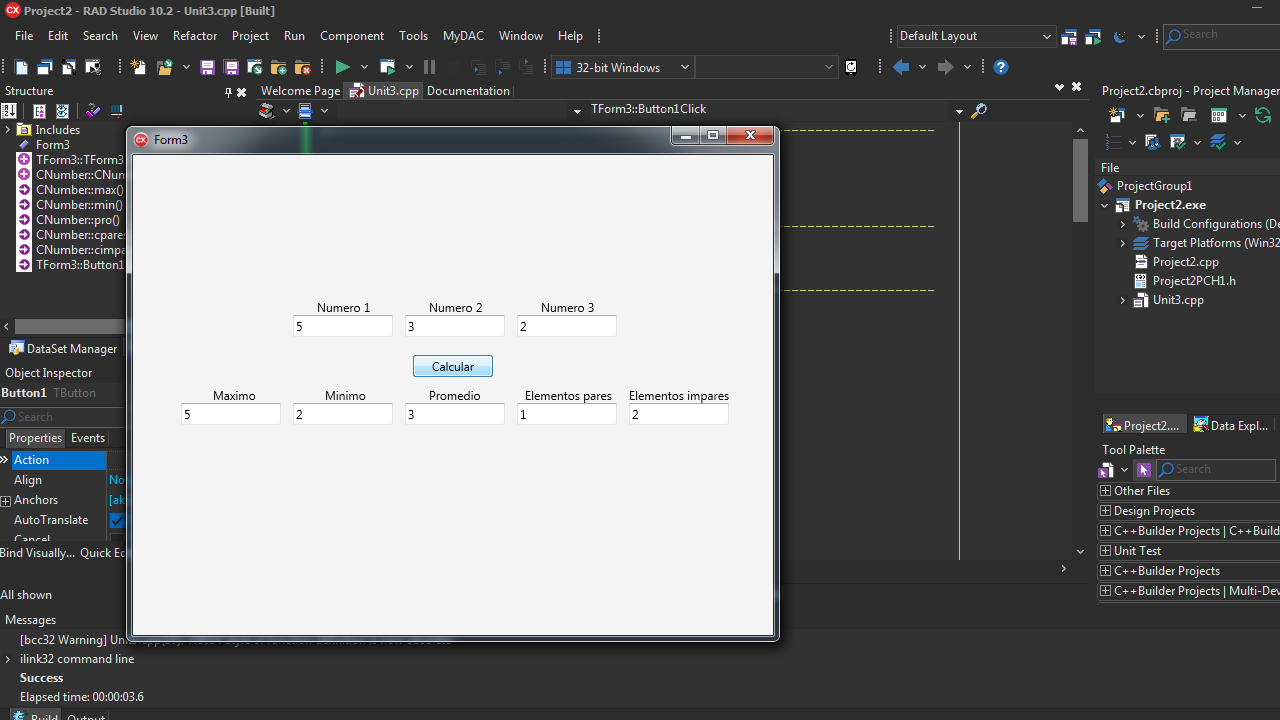 Project2 - RAD Studio 10.2 - Unit3.cpp [Built]
File Edit Search View Refactor Project Run Component Tools MyDAC Window Help
Default Layout
Search
32-bit Windows
Structure
Welcome Page Unit3.cpp Documentation
TForm3::Button1Click
Includes
Form3
TForm3::TForm3
CNumber::CNum
CNumber::max()
CNumber::min()
CNumber::pro()
CNumber::cpares
CNumber::cimpa
TForm3::Button1
DataSet Manager
Object Inspector
Button1 TButton
Search
Properties Events
Action
Align
Anchors
AutoTranslate
Cancel
Bind Visually... Quick Ed
All shown
Form3
Numero 1 Numero 2 Numero 3
5 3 2
Calcular
Maximo Minimo Promedio Elementos pares Elementos impares
5 2 3 1 2
Messages
[bcc32 Warning]
ilink32 command line
Success
Elapsed time: 00:00:03.6
Build Output
Project2.cbproj - Project Manager
File
ProjectGroup1
Project2.exe
Build Configurations (De
Target Platforms (Win32
Project2.cpp
Project2PCH1.h
Unit3.cpp
Project2.... Data Expl...
Tool Palette
Search
Other Files
Design Projects
C++Builder Projects | C++Build
Unit Test
C++Builder Projects
C++Builder Projects | Multi-Dev